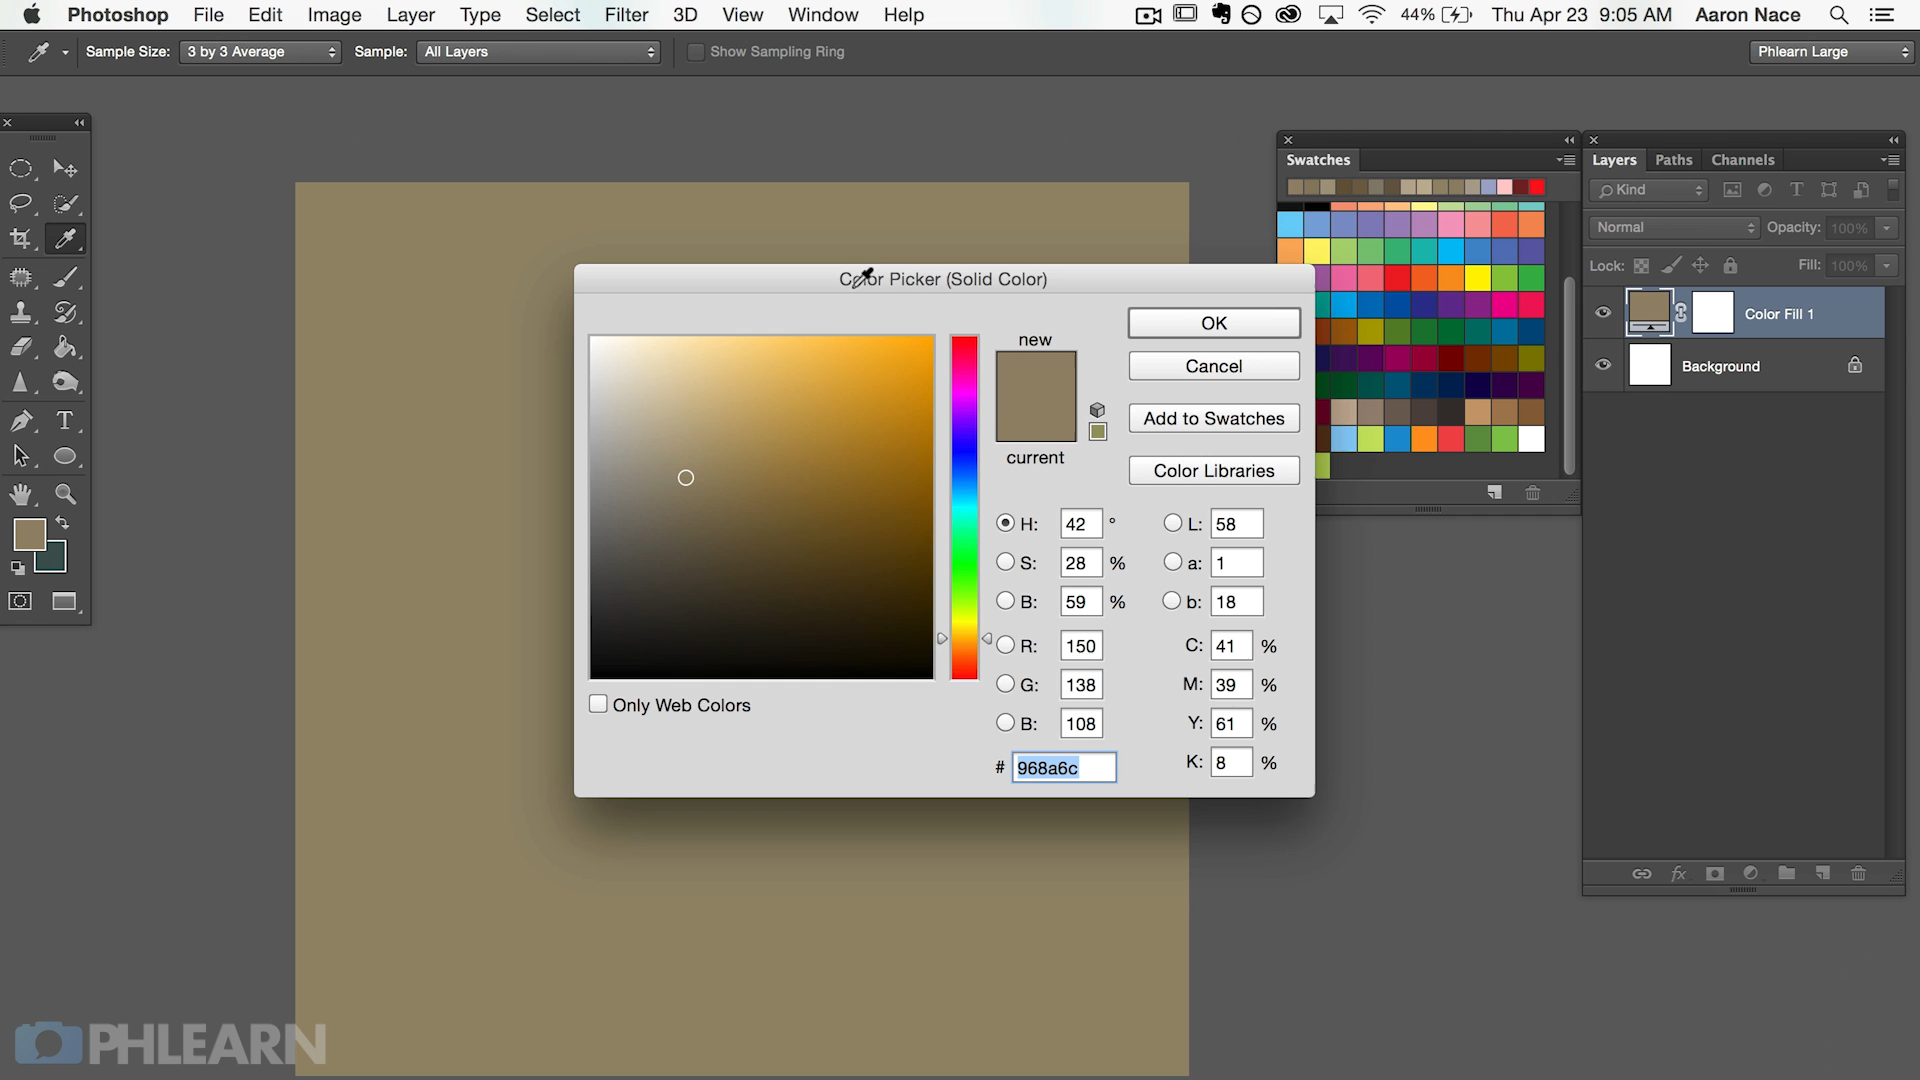 Photoshop File Edit Image Layer Type Select Filter 3D View Window Help 44% Thu Apr 23 9:05 AM Aaron Nace
Sample Size: 3 by 3 Average Sample: All Layers Show Sampling Ring Phlearn Large
Swatches
Layers Paths Channels
Kind
Normal Opacity: 100%
Lock: Fill: 100%
Color Fill 1
Background
Color Picker (Solid Color)
new
current
OK
Cancel
Add to Swatches
Color Libraries
H: 42 ° L: 58
S: 28 % a: 1
B: 59 % b: 18
R: 150 C: 41 %
G: 138 M: 39 %
B: 108 Y: 61 %
# 968a6c K: 8 %
Only Web Colors
fx
PHLEARN